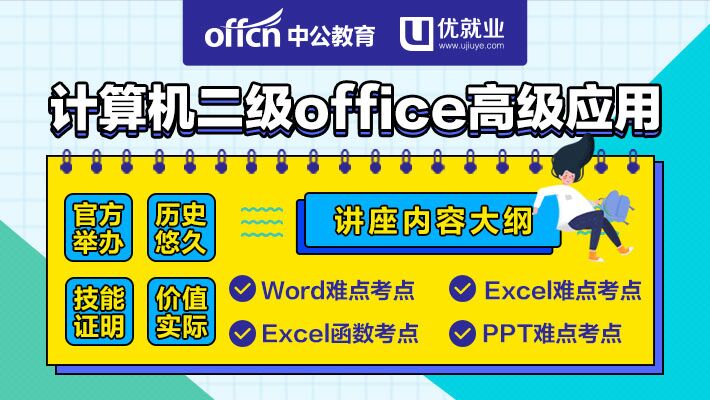 offcn 中公教育 优就业
www.ujiuye.com
计算机二级office高级应用
官方
举办
历史
悠久
讲座内容大纲
技能
证明
价值
实际
Word难点考点
Excel难点考点
Excel函数考点
PPT难点考点